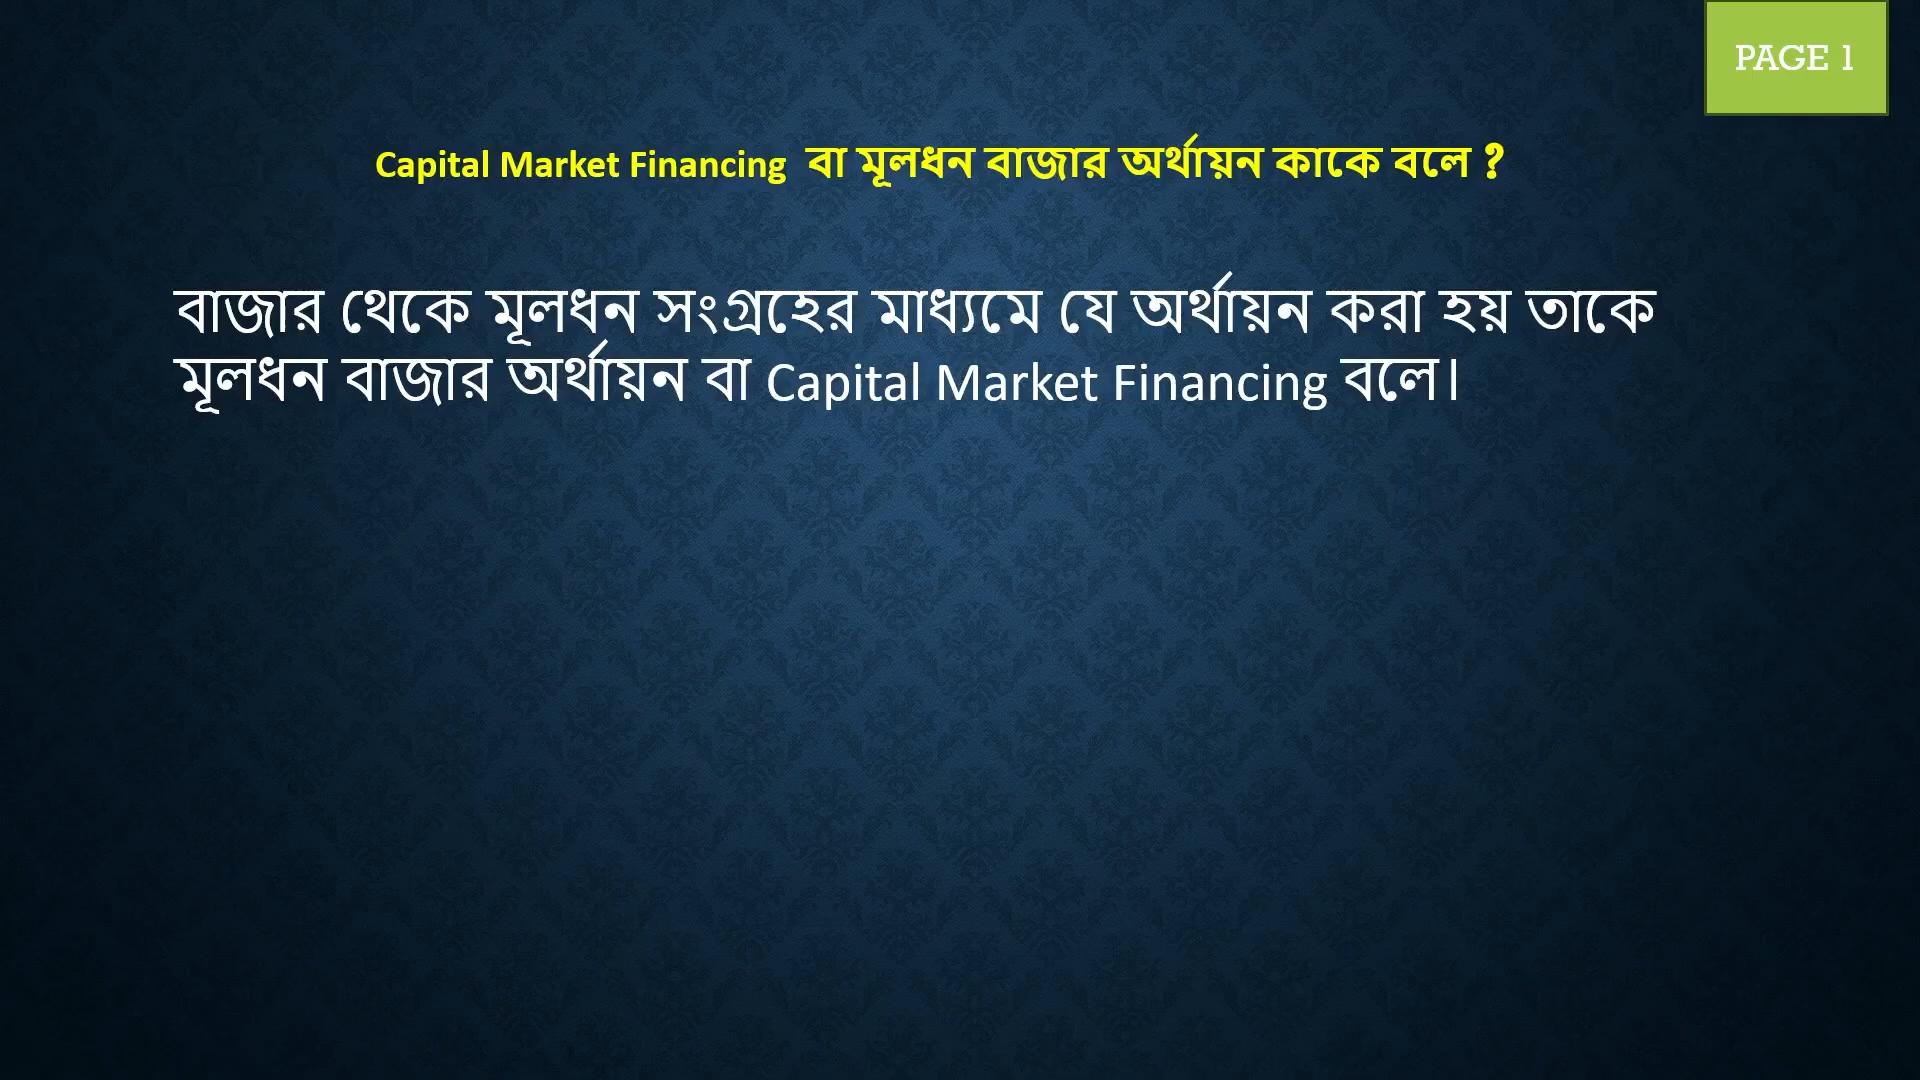 PAGE 1
Capital Market Financing বা মূলধন বাজার অর্থায়ন কাকে বলে ?
বাজার থেকে মূলধন সংগ্রহের মাধ্যমে যে অর্থায়ন করা হয় তাকে
মূলধন বাজার অর্থায়ন বা Capital Market Financing বলে।